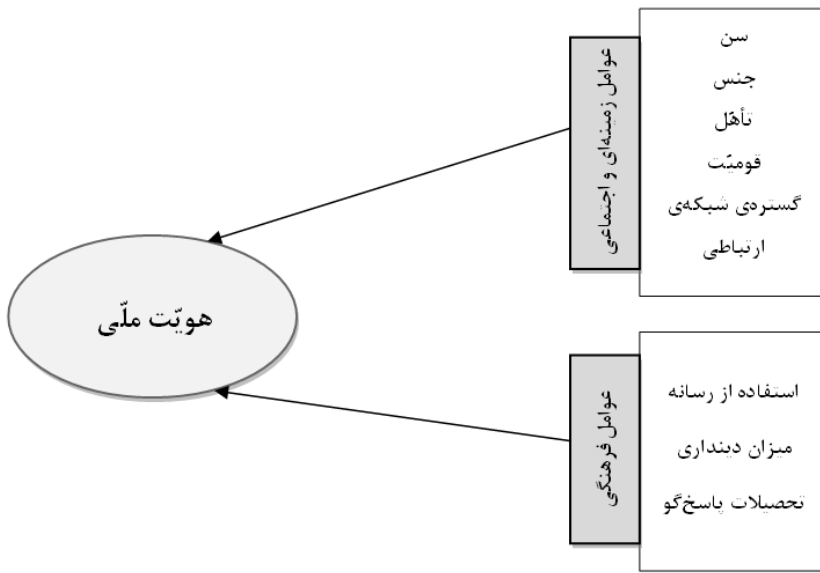 سن
جنس
تأهّل
قومیّت
گسترده‌ی شبکه‌ی
ارتباطی
عوامل زمینه‌ای و اجتماعی
هویّت ملّی
استفاده از رسانه
میزان دینداری
تحصیلات پاسخ‌گو
عوامل فرهنگی